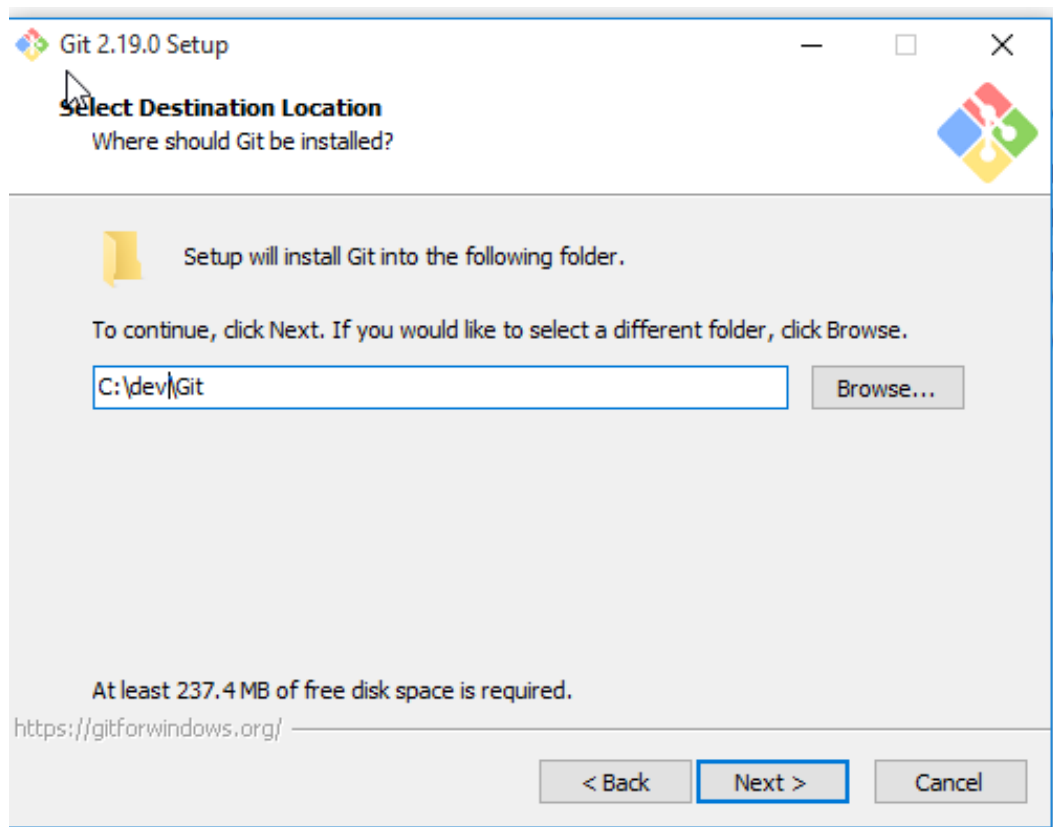 Git 2.19.0 Setup
Select Destination Location
Where should Git be installed?
Setup will install Git into the following folder.
To continue, click Next. If you would like to select a different folder, click Browse.
C:\dev\Git
Browse...
At least 237.4 MB of free disk space is required.
https://gitforwindows.org/
< Back
Next >
Cancel